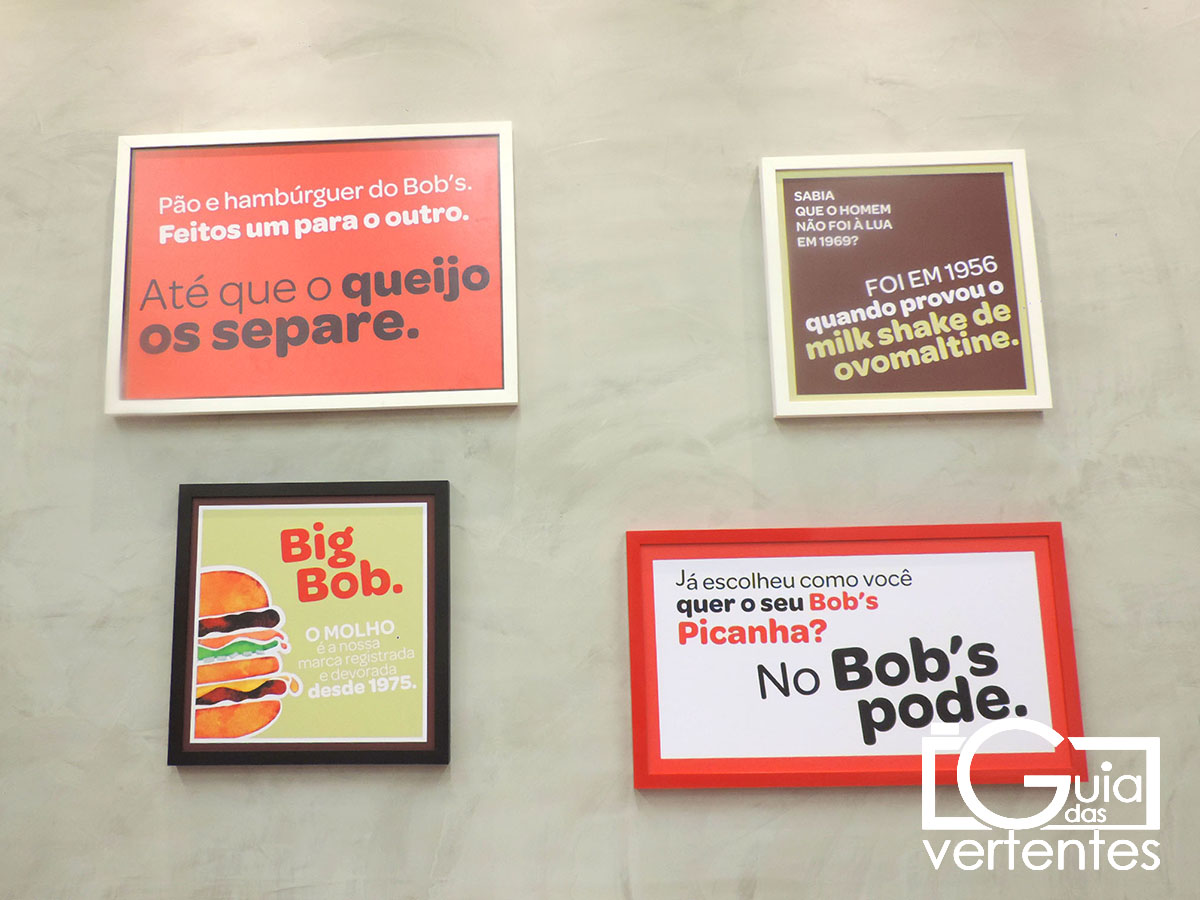 Pão e hambúrguer do Bob's.
Feitos um para o outro.
Até que o queijo
os separe.
SABIA
QUE O HOMEM
NÃO FOI À LUA
EM 1969?
FOI EM 1956
quando provou o
milk shake de
ovomaltine.
Big
Bob.
O MOLHO
é a nossa
marca registrada
e devorada
desde 1975.
Já escolheu como você
quer o seu Bob's
Picanha?
No Bob's
pode.
Guia
das
vertentes